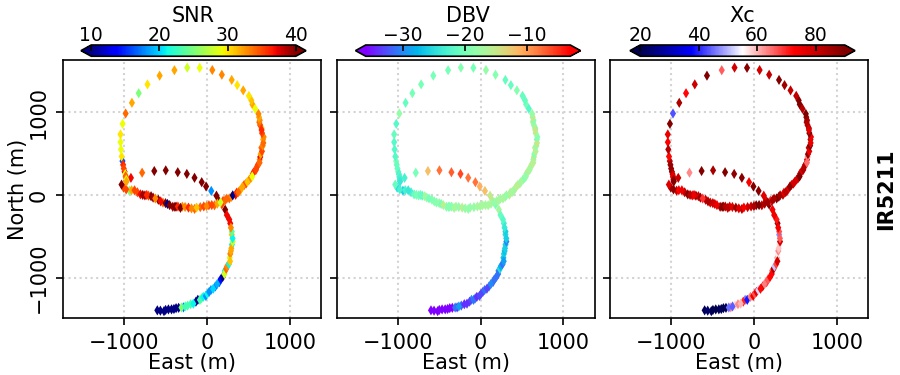 SNR DBV Xc
10 20 30 40 −30 −20 −10 20 40 60 80
North (m)
1000
0
−1000
IR5211
−1000 0 1000 −1000 0 1000 −1000 0 1000
East (m) East (m) East (m)